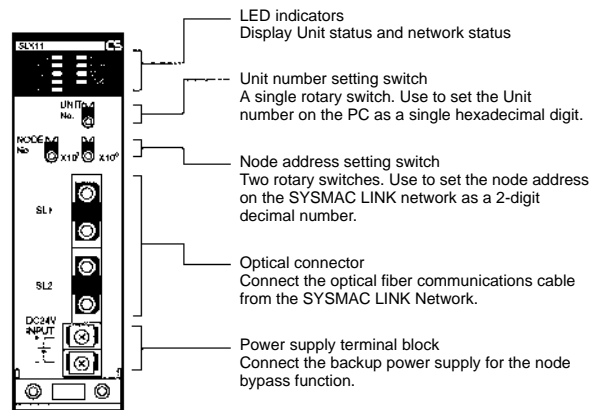 SLK11
CS
UNIT
No.
NODE
No
X10¹ X10⁰
SL1
SL2
DC24V
INPUT
+
LED indicators
Display Unit status and network status
Unit number setting switch
A single rotary switch. Use to set the Unit
number on the PC as a single hexadecimal digit.
Node address setting switch
Two rotary switches. Use to set the node address
on the SYSMAC LINK network as a 2-digit
decimal number.
Optical connector
Connect the optical fiber communications cable
from the SYSMAC LINK Network.
Power supply terminal block
Connect the backup power supply for the node
bypass function.